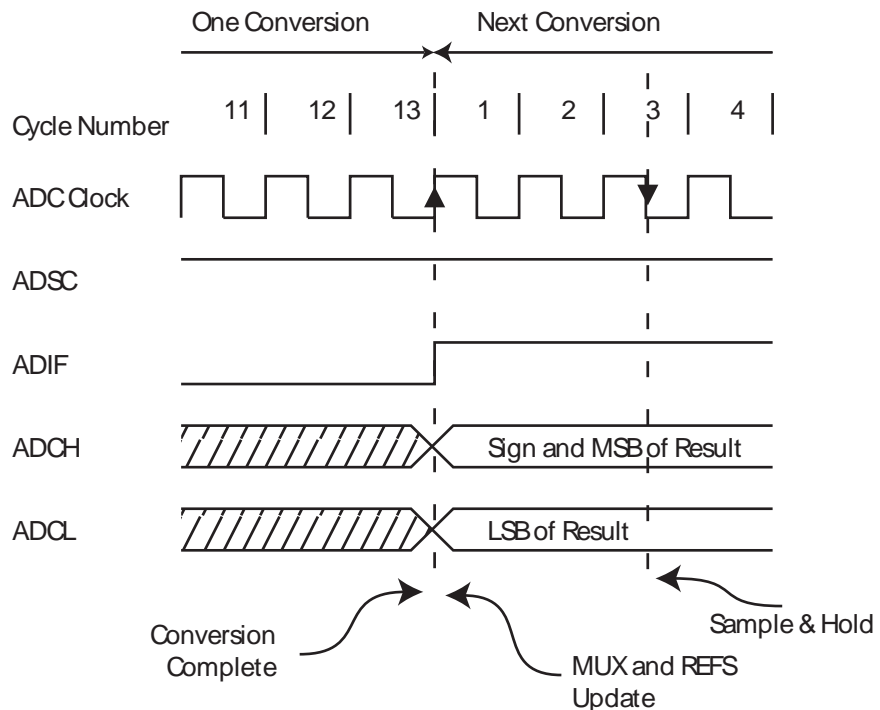 One Conversion Next Conversion
Cycle Number 11 12 13 1 2 3 4
ADC Clock
ADSC
ADIF
ADCH Sign and MSB of Result
ADCL LSB of Result
Conversion
Complete
MUX and REFS
Update
Sample & Hold